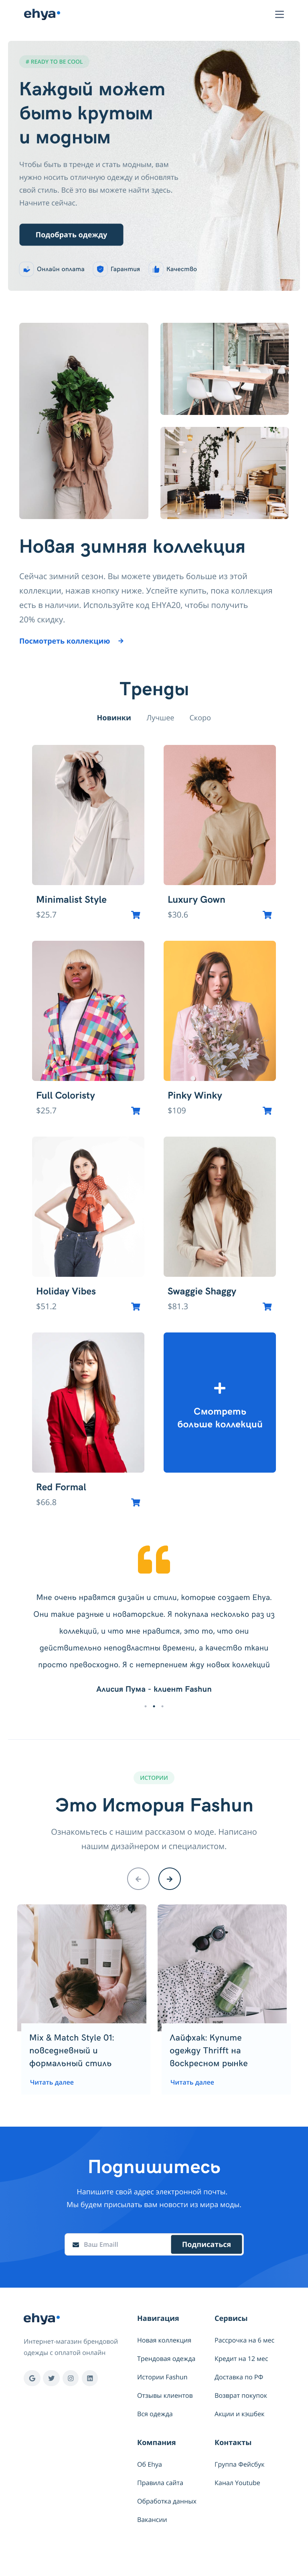 ehya
# READY TO BE COOL
Каждый может
быть крутым
и модным
Чтобы быть в тренде и стать модным, вам
нужно носить отличную одежду и обновлять
свой стиль. Всё это вы можете найти здесь.
Начните сейчас.
Подобрать одежду
Онлайн оплата
Гарантия
Качество
Новая зимняя коллекция
Сейчас зимний сезон. Вы можете увидеть больше из этой
коллекции, нажав кнопку ниже. Успейте купить, пока коллекция
есть в наличии. Используйте код EHYA20, чтобы получить
20% скидку.
Посмотреть коллекцию
Тренды
Новинки Лучшее Скоро
Minimalist Style
$25.7
Luxury Gown
$30.6
Full Coloristy
$25.7
Pinky Winky
$109
Holiday Vibes
$51.2
Swaggie Shaggy
$81.3
Red Formal
$66.8
Смотреть
больше коллекций
Мне очень нравятся дизайн и стили, которые создает Ehya.
Они такие разные и новаторские. Я покупала несколько раз из
коллекций, и что мне нравится, это то, что они
действительно неподвластны времени, а качество ткани
просто превосходно. Я с нетерпением жду новых коллекций
Алисия Пума - клиент Fashun
ИСТОРИИ
Это История Fashun
Ознакомьтесь с нашим рассказом о моде. Написано
нашим дизайнером и специалистом.
Mix & Match Style 01:
повседневный и
формальный стиль
Читать далее
Лайфхак: Купите
одежду Thrifft на
воскресном рынке
Читать далее
Подпишитесь
Напишите свой адрес электронной почты.
Мы будем присылать вам новости из мира моды.
Ваш Emaill
Подписаться
ehya
Интернет-магазин брендовой
одежды с оплатой онлайн
Навигация
Новая коллекция
Трендовая одежда
Истории Fashun
Отзывы клиентов
Вся одежда
Сервисы
Рассрочка на 6 мес
Кредит на 12 мес
Доставка по РФ
Возврат покупок
Акции и кэшбек
Компания
Об Ehya
Правила сайта
Обработка данных
Вакансии
Контакты
Группа Фейсбук
Канал Youtube